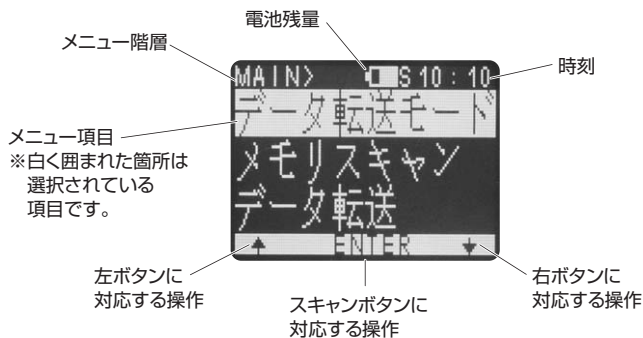 電池残量
メニュー階層
時刻
MAIN> S 10:10
データ転送モード
メニュー項目
※白く囲まれた箇所は
選択されている
項目です。
メモリスキャン
データ転送
↑ ENTER ↓
左ボタンに
対応する操作
スキャンボタンに
対応する操作
右ボタンに
対応する操作